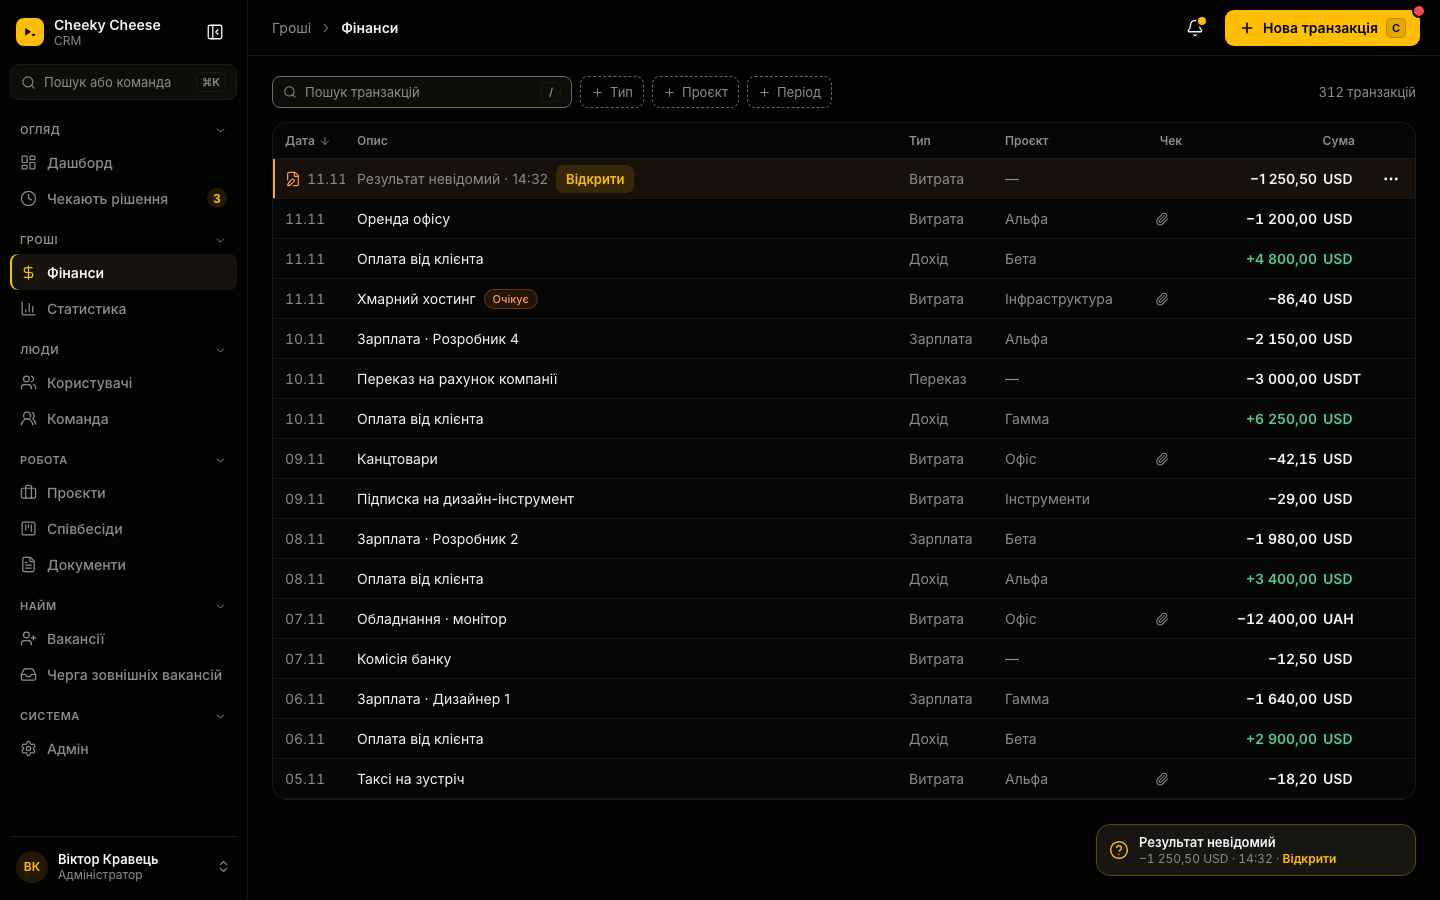 Cheeky Cheese
CRM
Пошук або команда ⌘K
ОГЛЯД
Дашборд
Чекають рішення 3
ГРОШІ
Фінанси
Статистика
ЛЮДИ
Користувачі
Команда
РОБОТА
Проєкти
Співбесіди
Документи
НАЙМ
Вакансії
Черга зовнішніх вакансій
СИСТЕМА
Адмін
ВК
Віктор Кравець
Адміністратор
Гроші > Фінанси
+ Нова транзакція C
Пошук транзакцій /
+ Тип
+ Проєкт
+ Період
312 транзакцій
Дата ↓ Опис Тип Проєкт Чек Сума
11.11 Результат невідомий · 14:32 Відкрити Витрата — −1 250,50 USD ···
11.11 Оренда офісу Витрата Альфа −1 200,00 USD
11.11 Оплата від клієнта Дохід Бета +4 800,00 USD
11.11 Хмарний хостинг Очікує Витрата Інфраструктура −86,40 USD
10.11 Зарплата · Розробник 4 Зарплата Альфа −2 150,00 USD
10.11 Переказ на рахунок компанії Переказ — −3 000,00 USDT
10.11 Оплата від клієнта Дохід Гамма +6 250,00 USD
09.11 Канцтовари Витрата Офіс −42,15 USD
09.11 Підписка на дизайн-інструмент Витрата Інструменти −29,00 USD
08.11 Зарплата · Розробник 2 Зарплата Бета −1 980,00 USD
08.11 Оплата від клієнта Дохід Альфа +3 400,00 USD
07.11 Обладнання · монітор Витрата Офіс −12 400,00 UAH
07.11 Комісія банку Витрата — −12,50 USD
06.11 Зарплата · Дизайнер 1 Зарплата Гамма −1 640,00 USD
06.11 Оплата від клієнта Дохід Бета +2 900,00 USD
05.11 Таксі на зустріч Витрата Альфа −18,20 USD
Результат невідомий
−1 250,50 USD · 14:32 · Відкрити